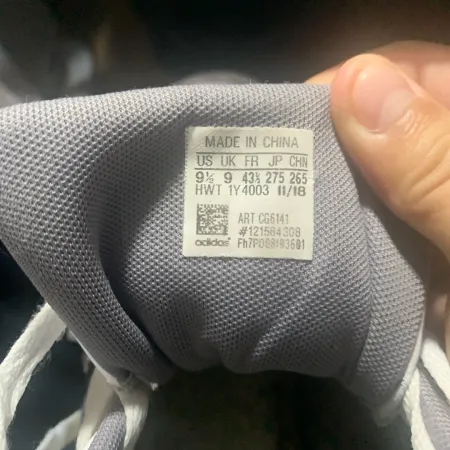 MADE IN CHINA
US UK FR JP CHN
9½ 9 43⅓ 275 265
HWT 1Y4003 11/18
ART CG6141
#121584308
adidas